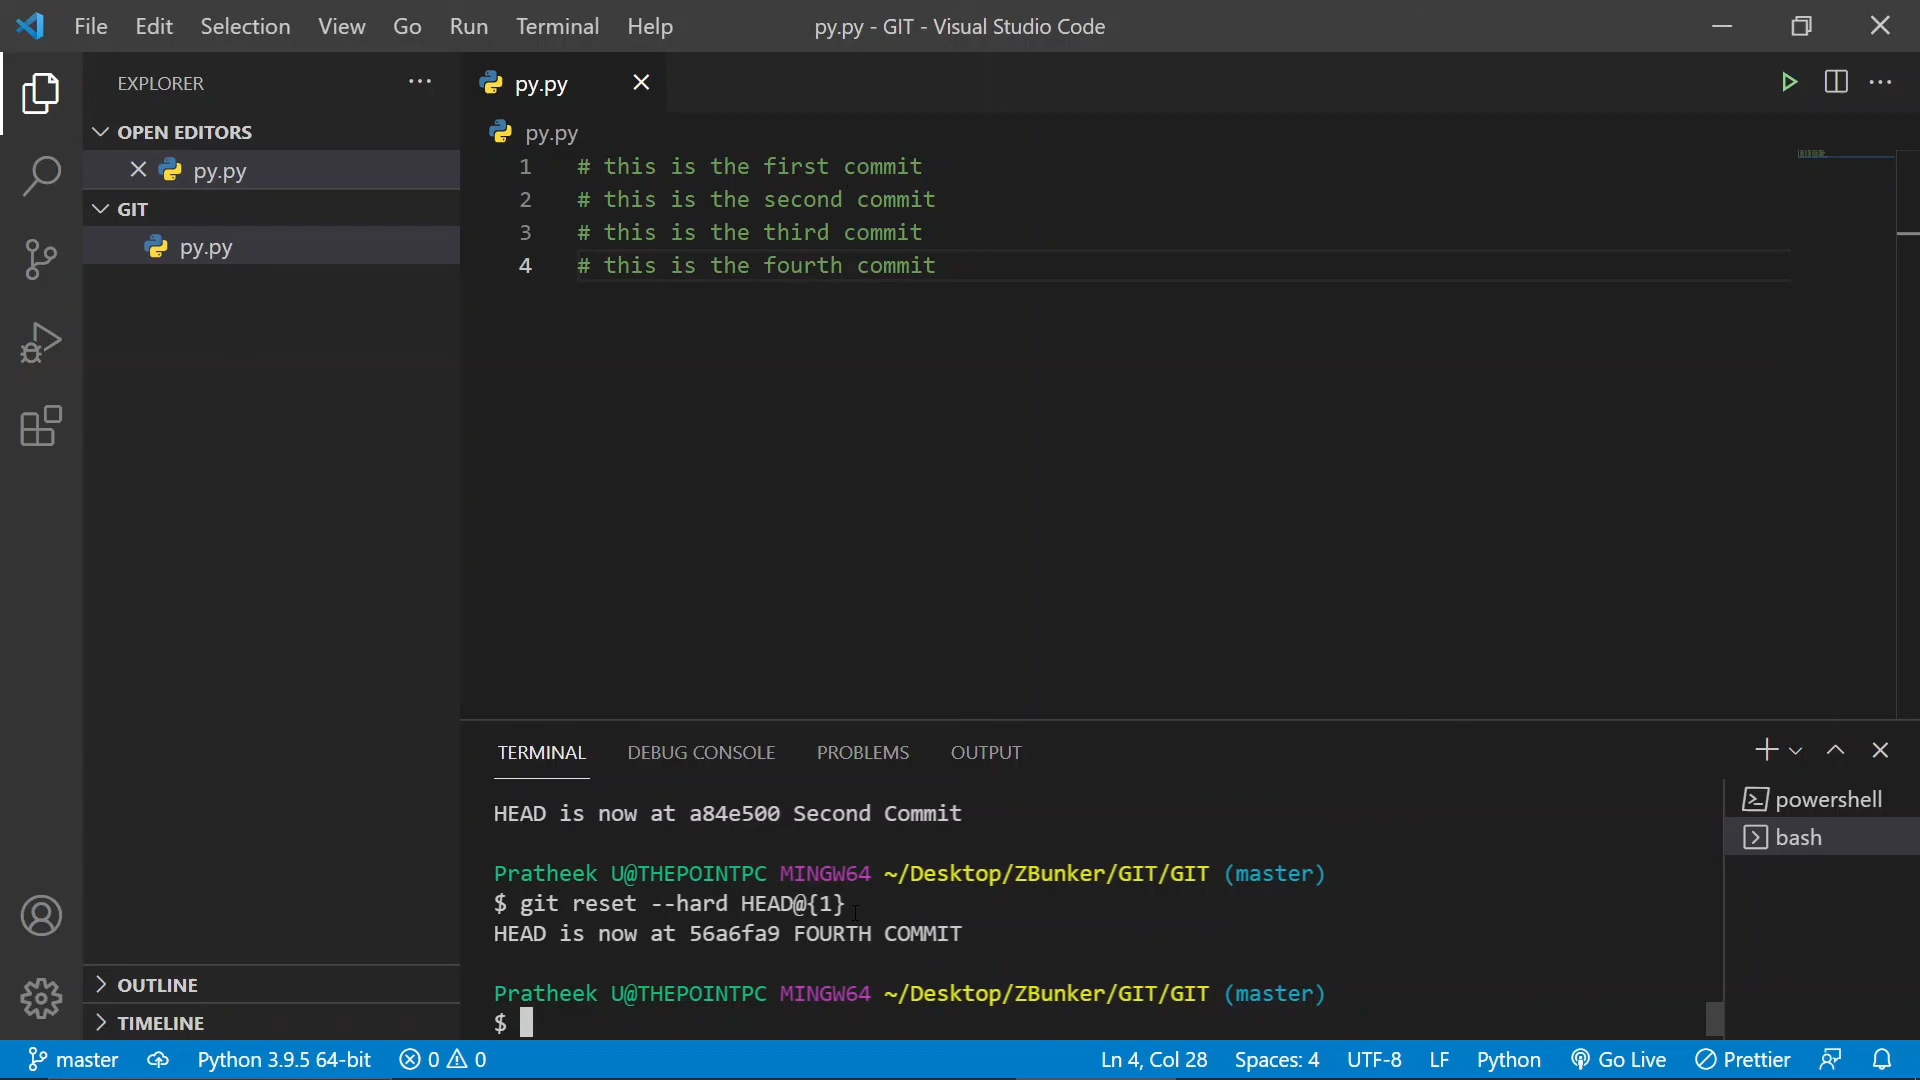 File Edit Selection View Go Run Terminal Help py.py - GIT - Visual Studio Code
EXPLORER
OPEN EDITORS
py.py
GIT
py.py
OUTLINE
TIMELINE
py.py
py.py
1 # this is the first commit
2 # this is the second commit
3 # this is the third commit
4 # this is the fourth commit
TERMINAL DEBUG CONSOLE PROBLEMS OUTPUT
HEAD is now at a84e500 Second Commit
Pratheek U@THEPOINTPC MINGW64 ~/Desktop/ZBunker/GIT/GIT (master)
$ git reset --hard HEAD@{1}
HEAD is now at 56a6fa9 FOURTH COMMIT
Pratheek U@THEPOINTPC MINGW64 ~/Desktop/ZBunker/GIT/GIT (master)
$
powershell
bash
master Python 3.9.5 64-bit 0 0 Ln 4, Col 28 Spaces: 4 UTF-8 LF Python Go Live Prettier